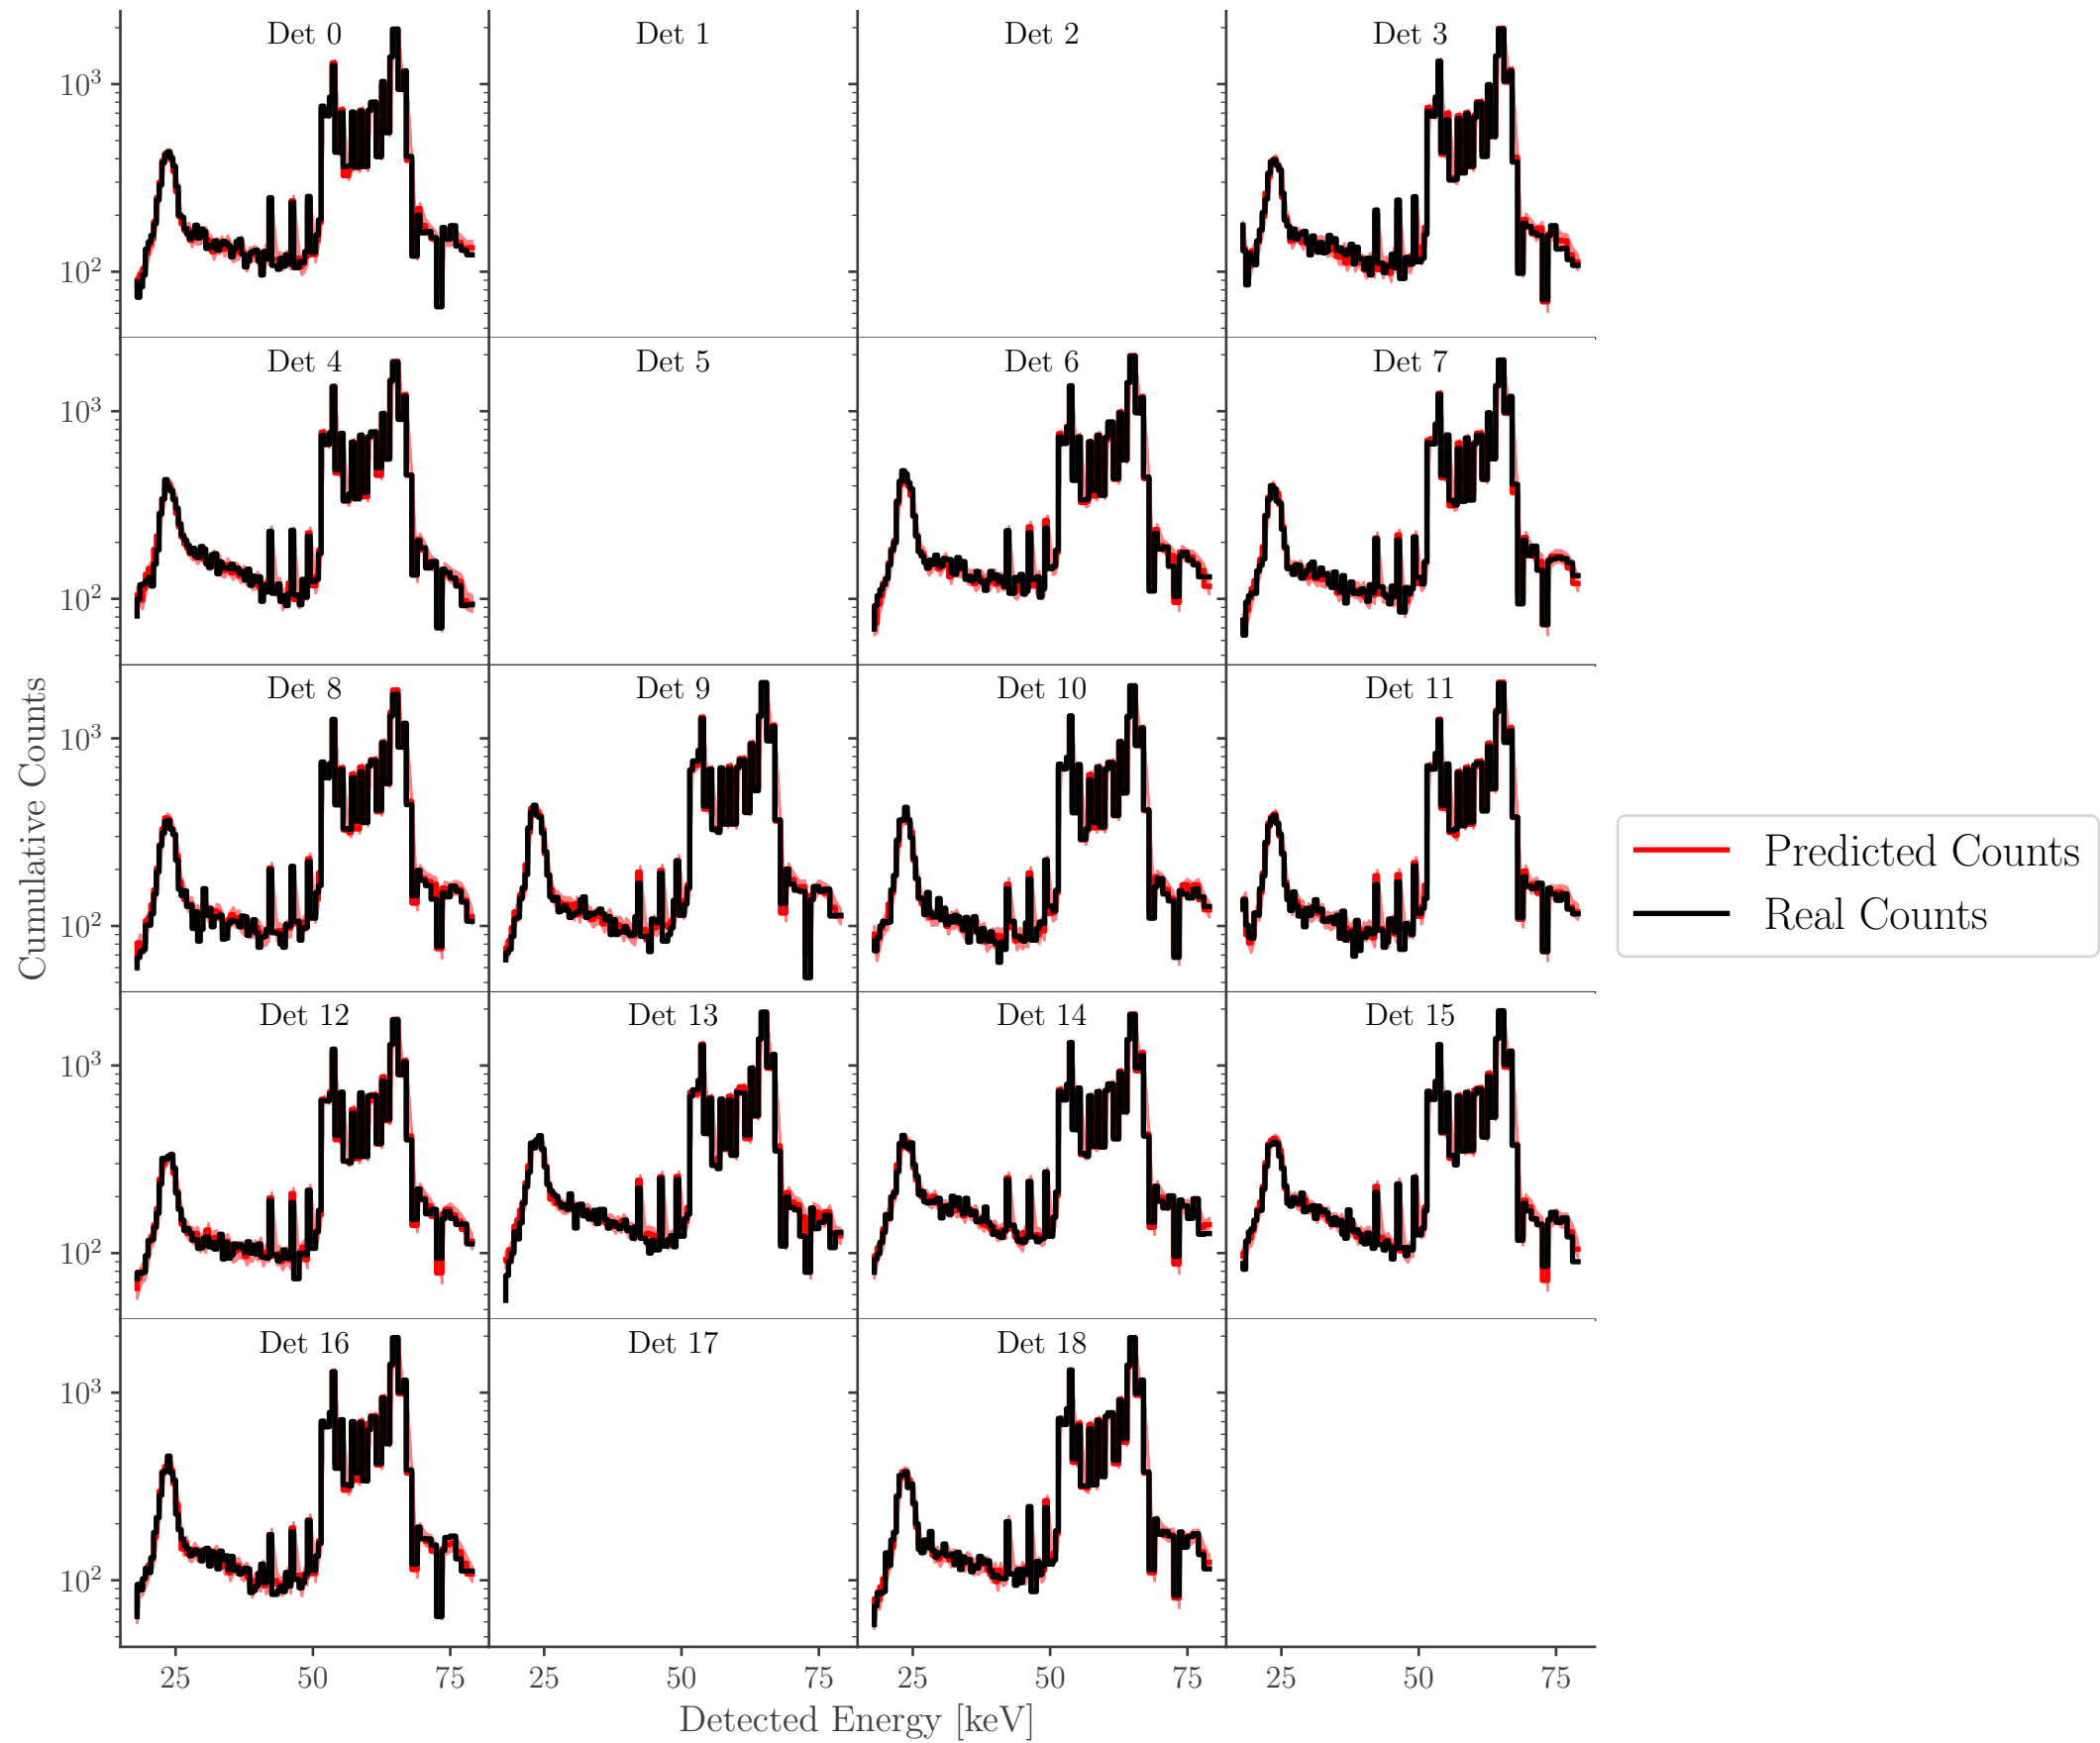 Det 0
Det 1
Det 2
Det 3
10³
10²
Det 4
Det 5
Det 6
Det 7
10³
10²
Det 8
Det 9
Det 10
Det 11
10³
10²
Det 12
Det 13
Det 14
Det 15
10³
10²
Det 16
Det 17
Det 18
10³
10²
25 50 75 25 50 75 25 50 75 25 50 75
Detected Energy [keV]
Cumulative Counts
Predicted Counts
Real Counts